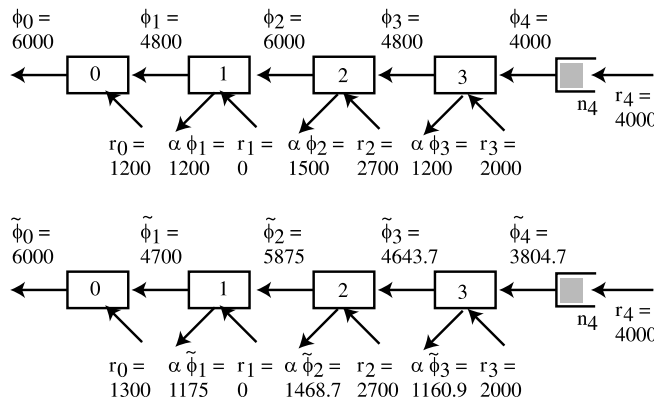 ϕ0 = ϕ1 = ϕ2 = ϕ3 = ϕ4 =
6000 4800 6000 4800 4000
0 1 2 3
n4 r4 =
4000
r0 = α ϕ1 = r1 = α ϕ2 = r2 = α ϕ3 = r3 =
1200 1200 0 1500 2700 1200 2000
ϕ̃0 = ϕ̃1 = ϕ̃2 = ϕ̃3 = ϕ̃4 =
6000 4700 5875 4643.7 3804.7
0 1 2 3
n4 r4 =
4000
r0 = α ϕ̃1 = r1 = α ϕ̃2 = r2 = α ϕ̃3 = r3 =
1300 1175 0 1468.7 2700 1160.9 2000